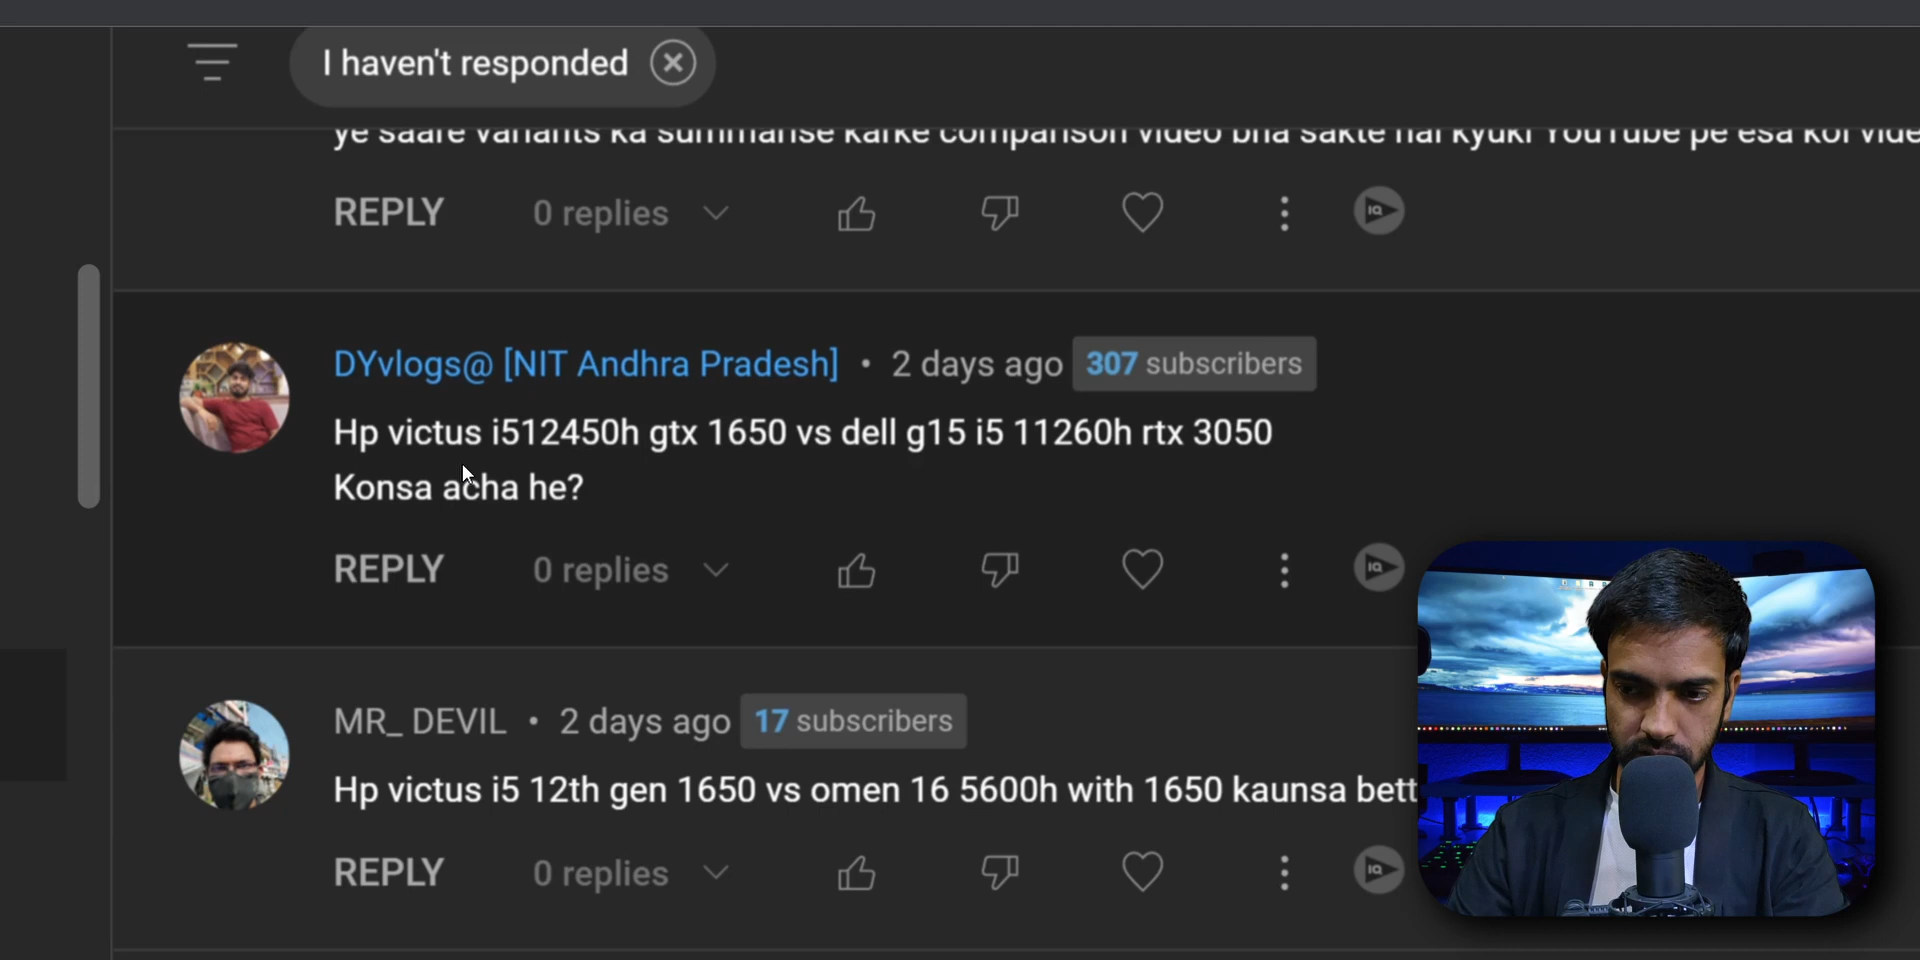 I haven't responded
ye saare variants ka summarise karke comparison video bna sakte hai kyuki YouTube pe esa koi
REPLY 0 replies
DYvlogs@ [NIT Andhra Pradesh] • 2 days ago 307 subscribers
Hp victus i512450h gtx 1650 vs dell g15 i5 11260h rtx 3050
Konsa acha he?
REPLY 0 replies
MR_ DEVIL • 2 days ago 17 subscribers
Hp victus i5 12th gen 1650 vs omen 16 5600h with 1650 kaunsa bett
REPLY 0 replies